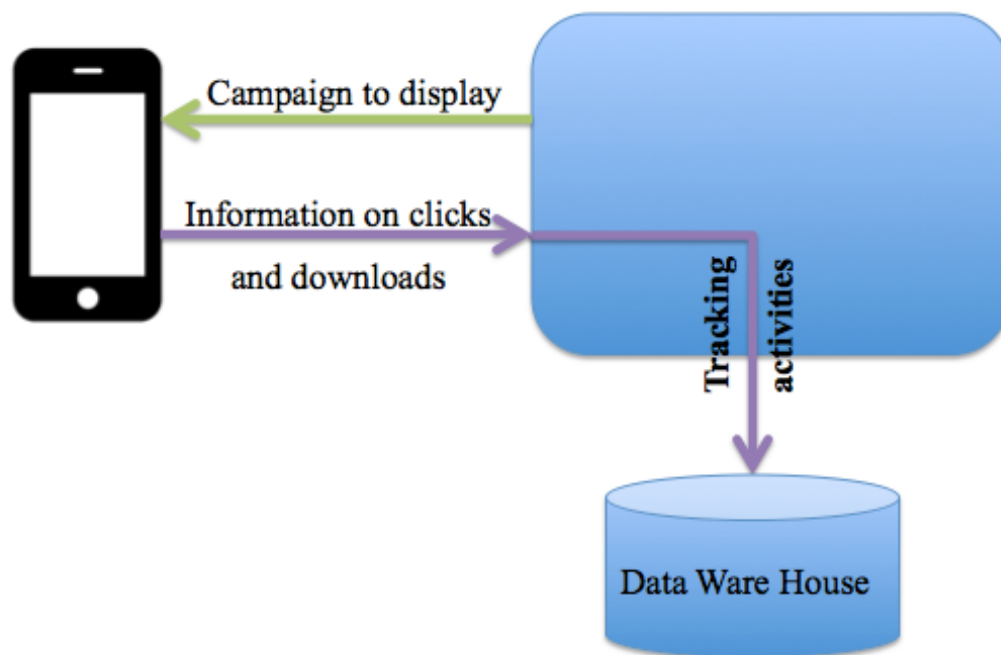 Campaign to display
Information on clicks
and downloads
Tracking
activities
Data Ware House